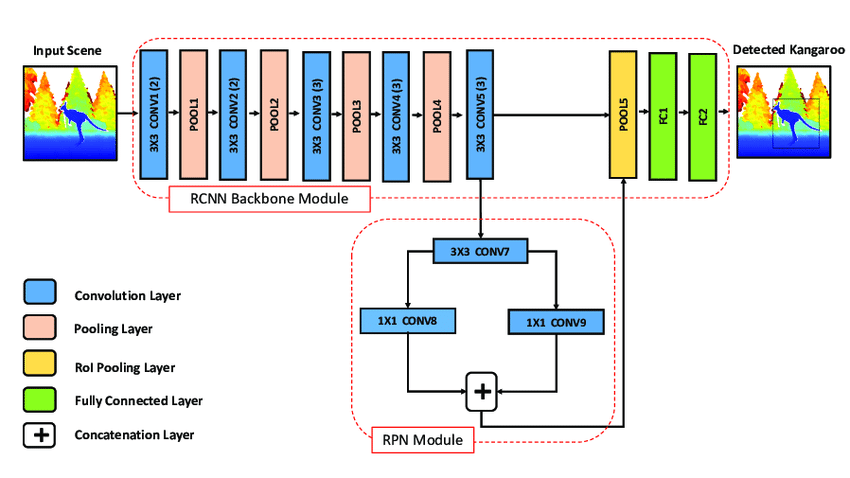 Input Scene
Detected Kangaroo
3X3 CONV1 (2)
POOL1
3X3 CONV2 (2)
POOL2
3X3 CONV3 (3)
POOL3
3X3 CONV4 (3)
POOL4
3X3 CONV5 (3)
POOL5
FC1
FC2
RCNN Backbone Module
3X3 CONV7
1X1 CONV8
1X1 CONV9
+
RPN Module
Convolution Layer
Pooling Layer
RoI Pooling Layer
Fully Connected Layer
+
Concatenation Layer